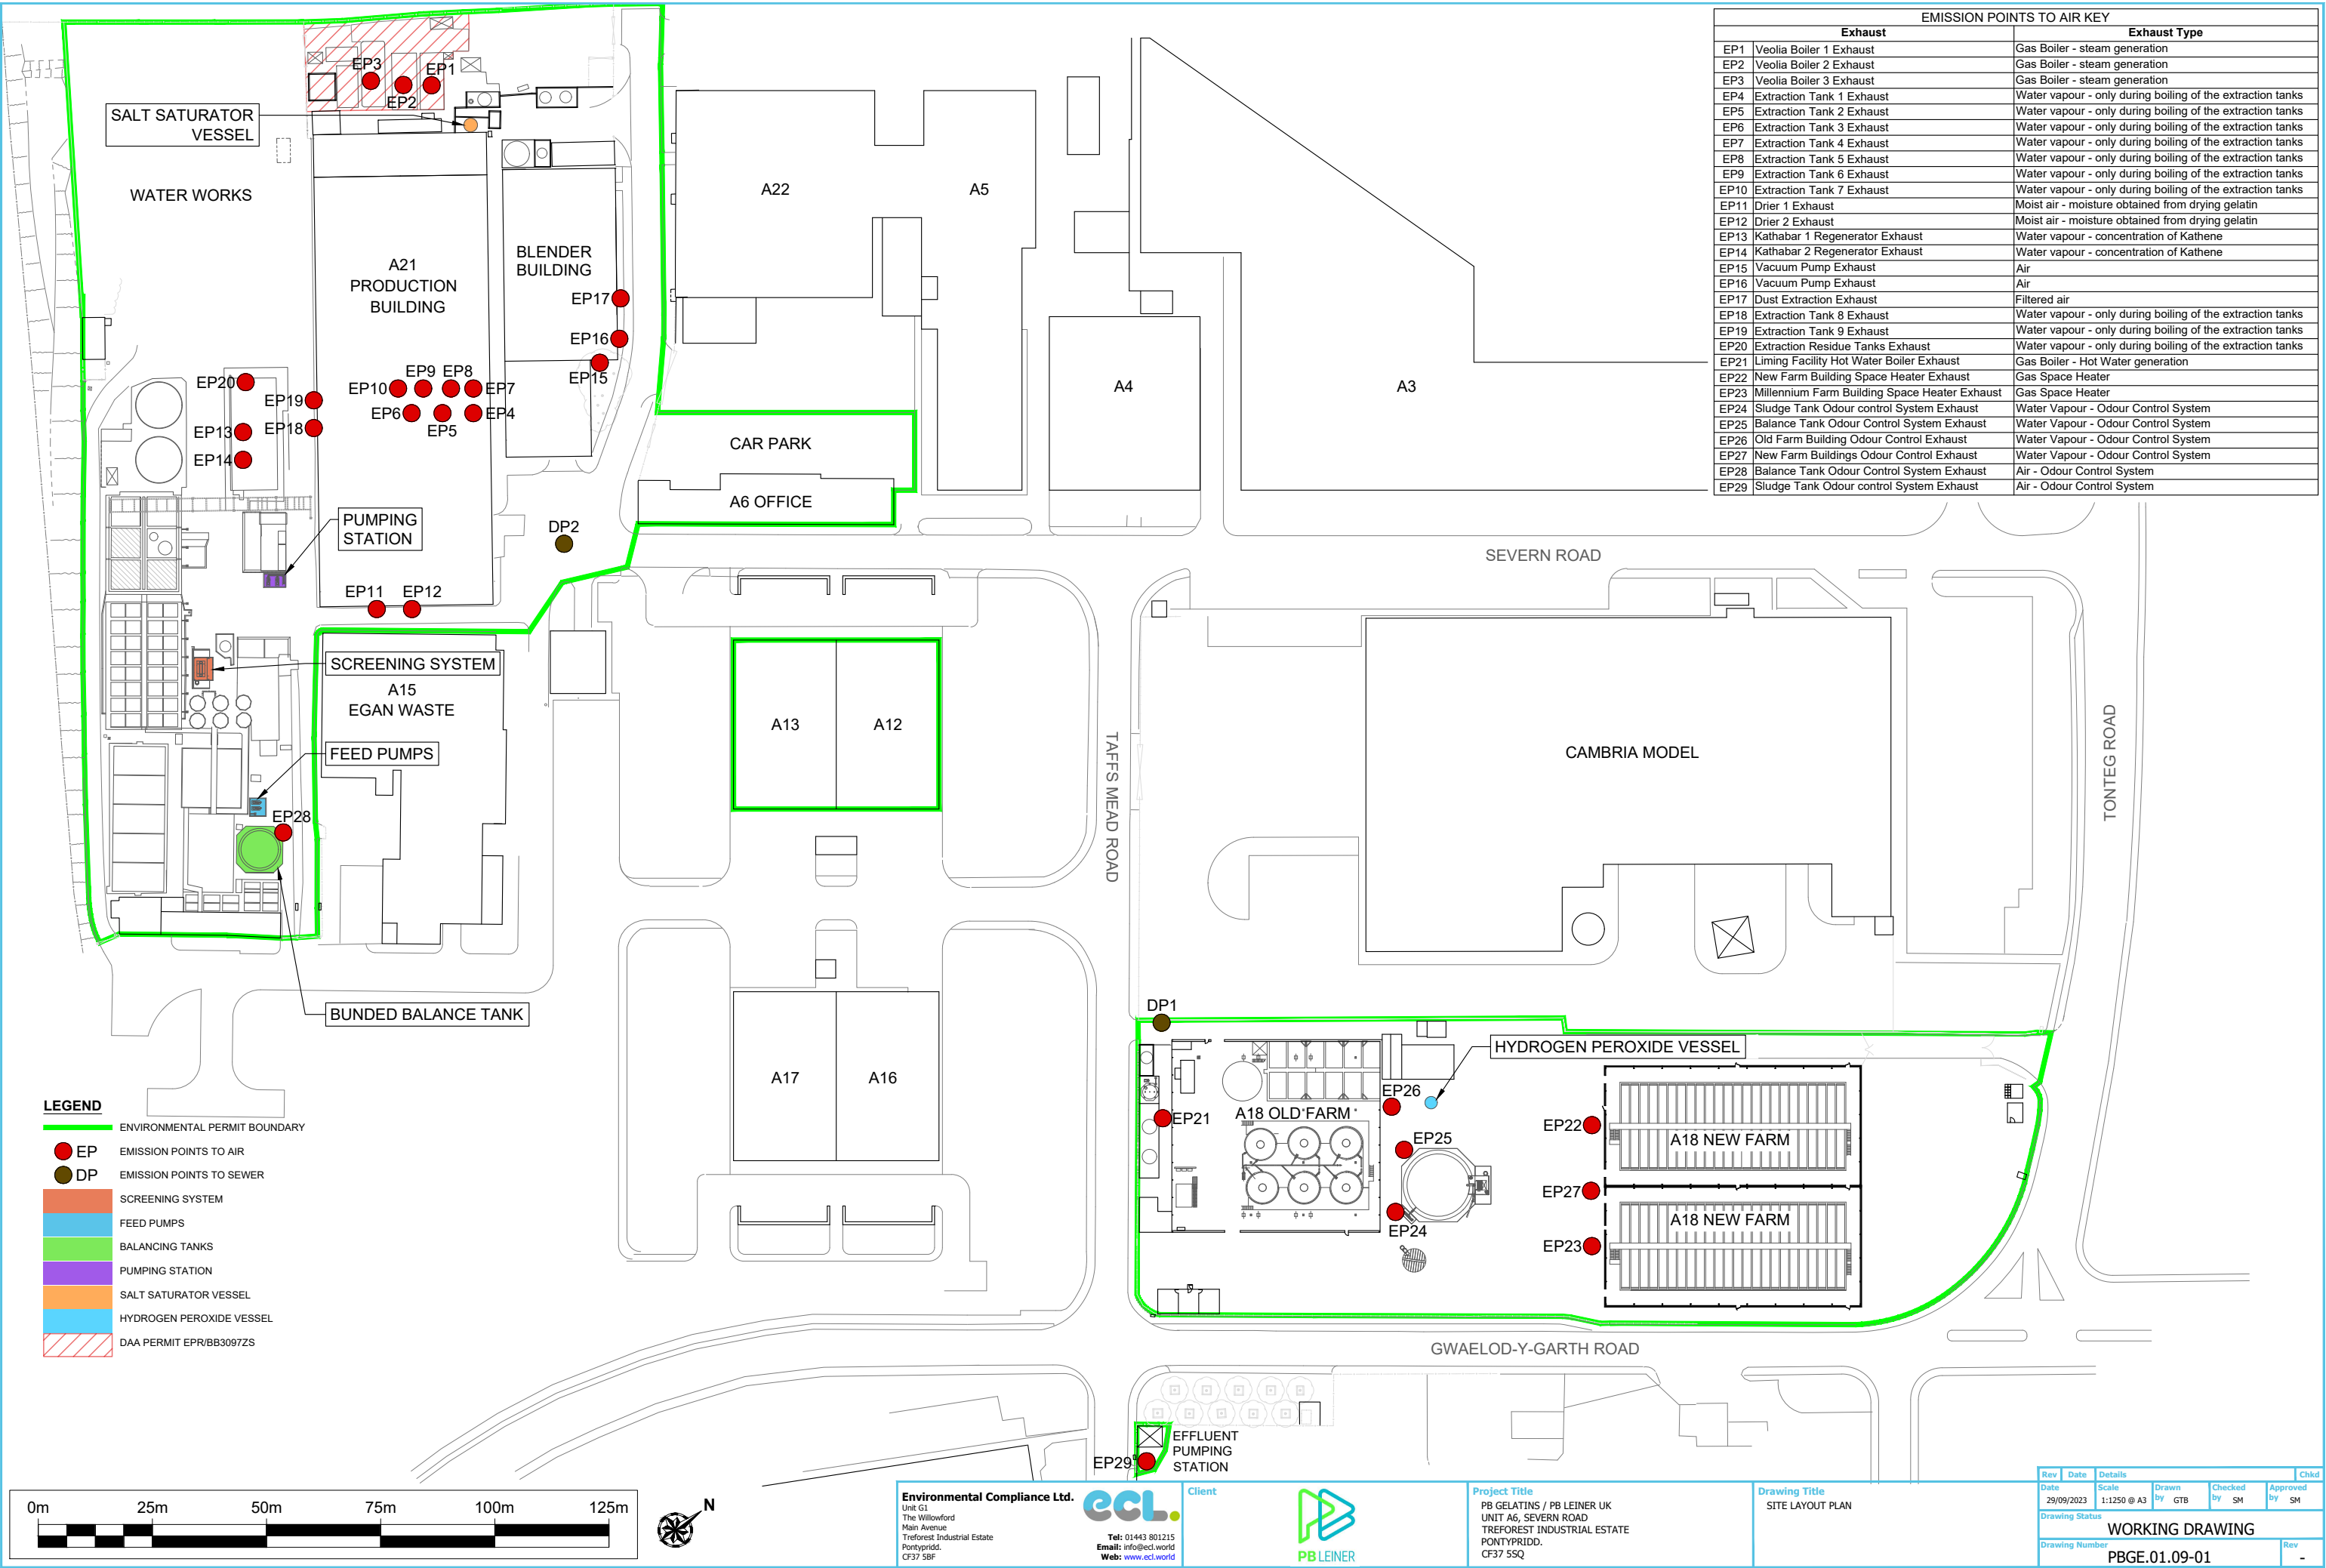 EMISSION POINTS TO AIR KEY
Exhaust Exhaust Type
EP1 Veolia Boiler 1 Exhaust Gas Boiler - steam generation
EP2 Veolia Boiler 2 Exhaust Gas Boiler - steam generation
EP3 Veolia Boiler 3 Exhaust Gas Boiler - steam generation
EP4 Extraction Tank 1 Exhaust Water vapour - only during boiling of the extraction tanks
EP5 Extraction Tank 2 Exhaust Water vapour - only during boiling of the extraction tanks
EP6 Extraction Tank 3 Exhaust Water vapour - only during boiling of the extraction tanks
EP7 Extraction Tank 4 Exhaust Water vapour - only during boiling of the extraction tanks
EP8 Extraction Tank 5 Exhaust Water vapour - only during boiling of the extraction tanks
EP9 Extraction Tank 6 Exhaust Water vapour - only during boiling of the extraction tanks
EP10 Extraction Tank 7 Exhaust Water vapour - only during boiling of the extraction tanks
EP11 Drier 1 Exhaust Moist air - moisture obtained from drying gelatin
EP12 Drier 2 Exhaust Moist air - moisture obtained from drying gelatin
EP13 Kathabar 1 Regenerator Exhaust Water vapour - concentration of Kathene
EP14 Kathabar 2 Regenerator Exhaust Water vapour - concentration of Kathene
EP15 Vacuum Pump Exhaust Air
EP16 Vacuum Pump Exhaust Air
EP17 Dust Extraction Exhaust Filtered air
EP18 Extraction Tank 8 Exhaust Water vapour - only during boiling of the extraction tanks
EP19 Extraction Tank 9 Exhaust Water vapour - only during boiling of the extraction tanks
EP20 Extraction Residue Tanks Exhaust Water vapour - only during boiling of the extraction tanks
EP21 Liming Facility Hot Water Boiler Exhaust Gas Boiler - Hot Water generation
EP22 New Farm Building Space Heater Exhaust Gas Space Heater
EP23 Millennium Farm Building Space Heater Exhaust Gas Space Heater
EP24 Sludge Tank Odour control System Exhaust Water Vapour - Odour Control System
EP25 Balance Tank Odour Control System Exhaust Water Vapour - Odour Control System
EP26 Old Farm Building Odour Control Exhaust Water Vapour - Odour Control System
EP27 New Farm Buildings Odour Control Exhaust Water Vapour - Odour Control System
EP28 Balance Tank Odour Control System Exhaust Air - Odour Control System
EP29 Sludge Tank Odour control System Exhaust Air - Odour Control System
EP3
EP1
EP2
SALT SATURATOR
VESSEL
WATER WORKS
A21
PRODUCTION
BUILDING
BLENDER
BUILDING
A22
A5
A4
A3
EP17
EP16
EP15
EP20
EP19
EP18
EP13
EP14
EP10
EP9
EP8
EP7
EP6
EP5
EP4
CAR PARK
A6 OFFICE
PUMPING
STATION
DP2
EP11
EP12
SEVERN ROAD
SCREENING SYSTEM
A15
EGAN WASTE
FEED PUMPS
EP28
BUNDED BALANCE TANK
A13
A12
TAFFS MEAD ROAD
CAMBRIA MODEL
TONTEG ROAD
A17
A16
DP1
HYDROGEN PEROXIDE VESSEL
EP26
EP21
A18 OLD FARM
EP25
EP24
EP22
A18 NEW FARM
EP27
A18 NEW FARM
EP23
GWAELOD-Y-GARTH ROAD
EFFLUENT
PUMPING
STATION
EP29
LEGEND
ENVIRONMENTAL PERMIT BOUNDARY
EP EMISSION POINTS TO AIR
DP EMISSION POINTS TO SEWER
SCREENING SYSTEM
FEED PUMPS
BALANCING TANKS
PUMPING STATION
SALT SATURATOR VESSEL
HYDROGEN PEROXIDE VESSEL
DAA PERMIT EPR/BB3097ZS
0m 25m 50m 75m 100m 125m
N
Environmental Compliance Ltd.
Unit G1
The Willowford
Main Avenue
Treforest Industrial Estate
Pontypridd.
CF37 5BF
ecl.
Tel: 01443 801215
Email: info@ecl.world
Web: www.ecl.world
Client
PB LEINER
Project Title
PB GELATINS / PB LEINER UK
UNIT A6, SEVERN ROAD
TREFOREST INDUSTRIAL ESTATE
PONTYPRIDD.
CF37 5SQ
Drawing Title
SITE LAYOUT PLAN
Rev Date Details Chkd
Date 29/09/2023
Scale 1:1250 @ A3
Drawn by GTB
Checked by SM
Approved by SM
Drawing Status
WORKING DRAWING
Drawing Number
PBGE.01.09-01
Rev
-